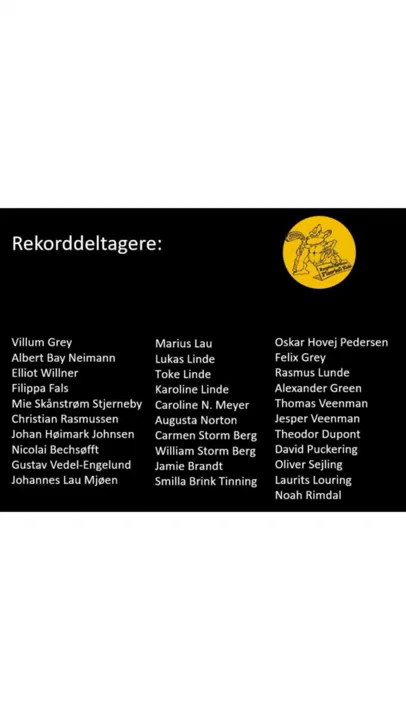 Rekorddeltagere:
Villum Grey
Albert Bay Neimann
Elliot Willner
Filippa Fals
Mie Skånstrøm Stjerneby
Christian Rasmussen
Johan Høimark Johnsen
Nicolai Bechsøfft
Gustav Vedel-Engelund
Johannes Lau Mjøen
Marius Lau
Lukas Linde
Toke Linde
Karoline Linde
Caroline N. Meyer
Augusta Norton
Carmen Storm Berg
William Storm Berg
Jamie Brandt
Smilla Brink Tinning
Oskar Hovej Pedersen
Felix Grey
Rasmus Lunde
Alexander Green
Thomas Veenman
Jesper Veenman
Theodor Dupont
David Puckering
Oliver Sejling
Laurits Louring
Noah Rimdal